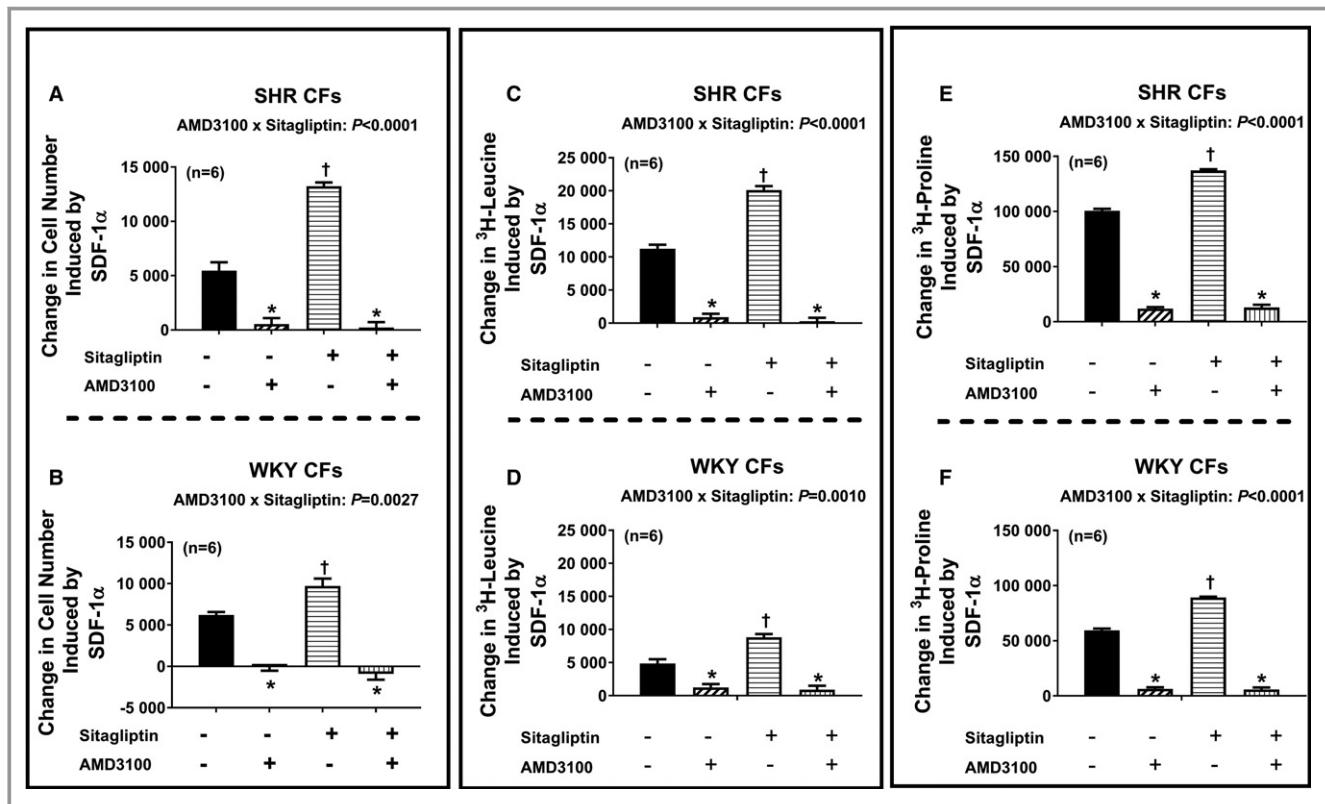 A
SHR CFs
AMD3100 x Sitagliptin: P<0.0001
(n=6)
Change in Cell Number
Induced by
SDF-1α
15 000
10 000
5 000
0
†
*
*
Sitagliptin - - + +
AMD3100 - + - +
B
WKY CFs
AMD3100 x Sitagliptin: P=0.0027
(n=6)
Change in Cell Number
Induced by
SDF-1α
15 000
10 000
5 000
0
-5 000
†
*
*
Sitagliptin - - + +
AMD3100 - + - +
C
SHR CFs
AMD3100 x Sitagliptin: P<0.0001
(n=6)
Change in ³H-Leucine
Induced by
SDF-1α
25 000
20 000
15 000
10 000
5 000
0
†
*
*
Sitagliptin - - + +
AMD3100 - + - +
D
WKY CFs
AMD3100 x Sitagliptin: P=0.0010
(n=6)
Change in ³H-Leucine
Induced by
SDF-1α
25 000
20 000
15 000
10 000
5 000
0
†
*
*
Sitagliptin - - + +
AMD3100 - + - +
E
SHR CFs
AMD3100 x Sitagliptin: P<0.0001
(n=6)
Change in ³H-Proline
Induced by
SDF-1α
150 000
100 000
50 000
0
†
*
*
Sitagliptin - - + +
AMD3100 - + - +
F
WKY CFs
AMD3100 x Sitagliptin: P<0.0001
(n=6)
Change in ³H-Proline
Induced by
SDF-1α
150 000
100 000
50 000
0
†
*
*
Sitagliptin - - + +
AMD3100 - + - +